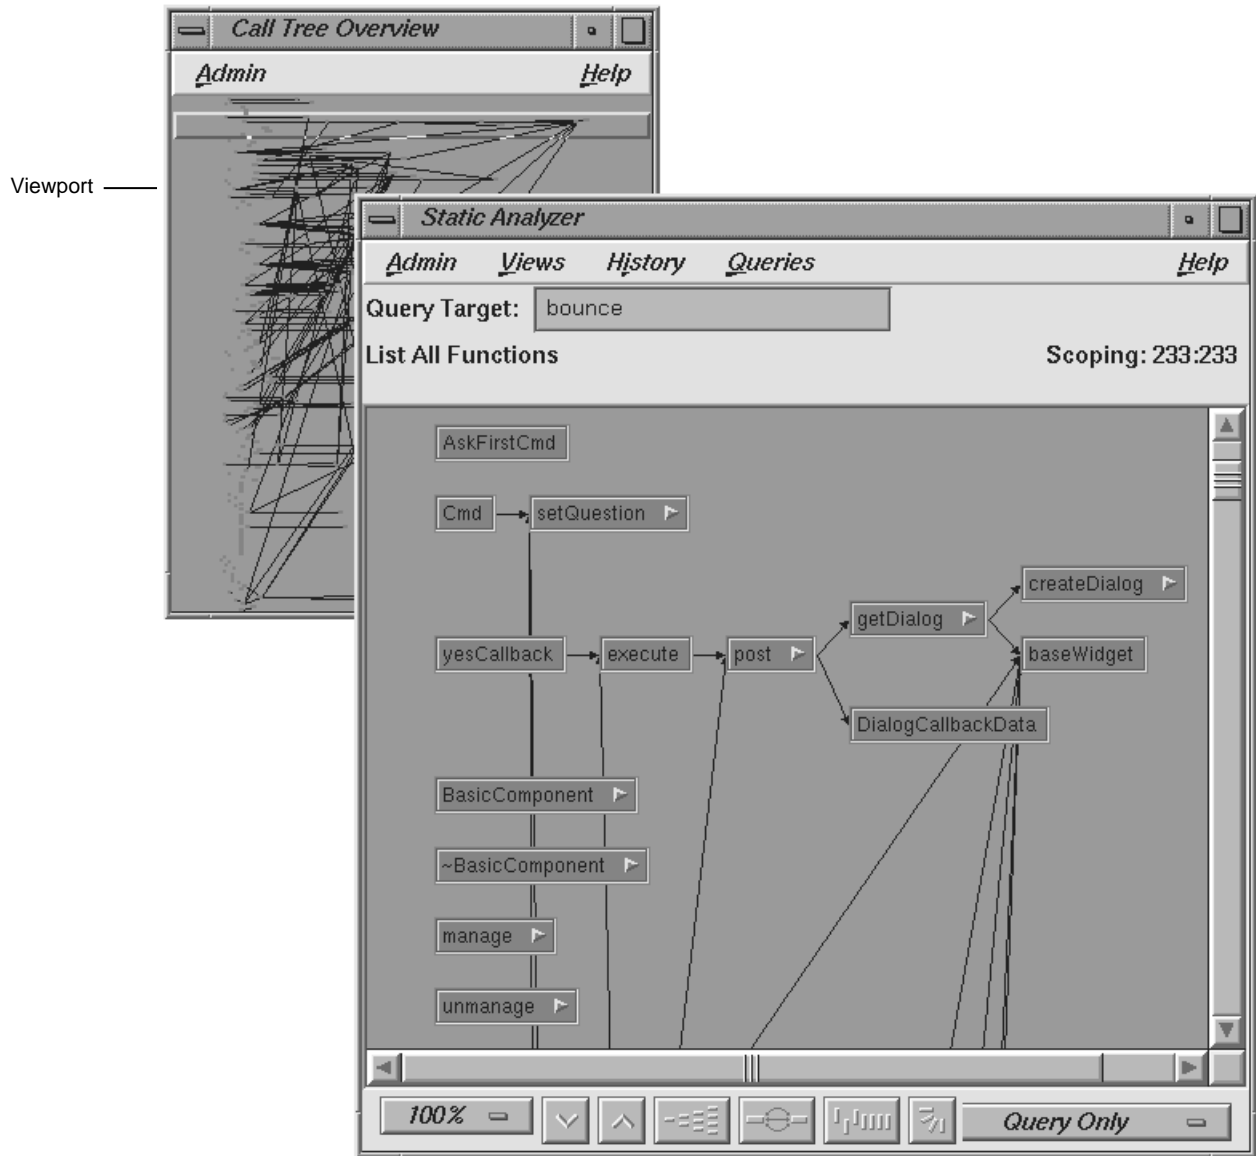 Call Tree Overview
Admin Help
Viewport
Static Analyzer
Admin Views History Queries Help
Query Target: bounce
List All Functions Scoping: 233:233
AskFirstCmd
Cmd setQuestion
createDialog
getDialog
yesCallback execute post baseWidget
DialogCallbackData
BasicComponent
~BasicComponent
manage
unmanage
100% Query Only